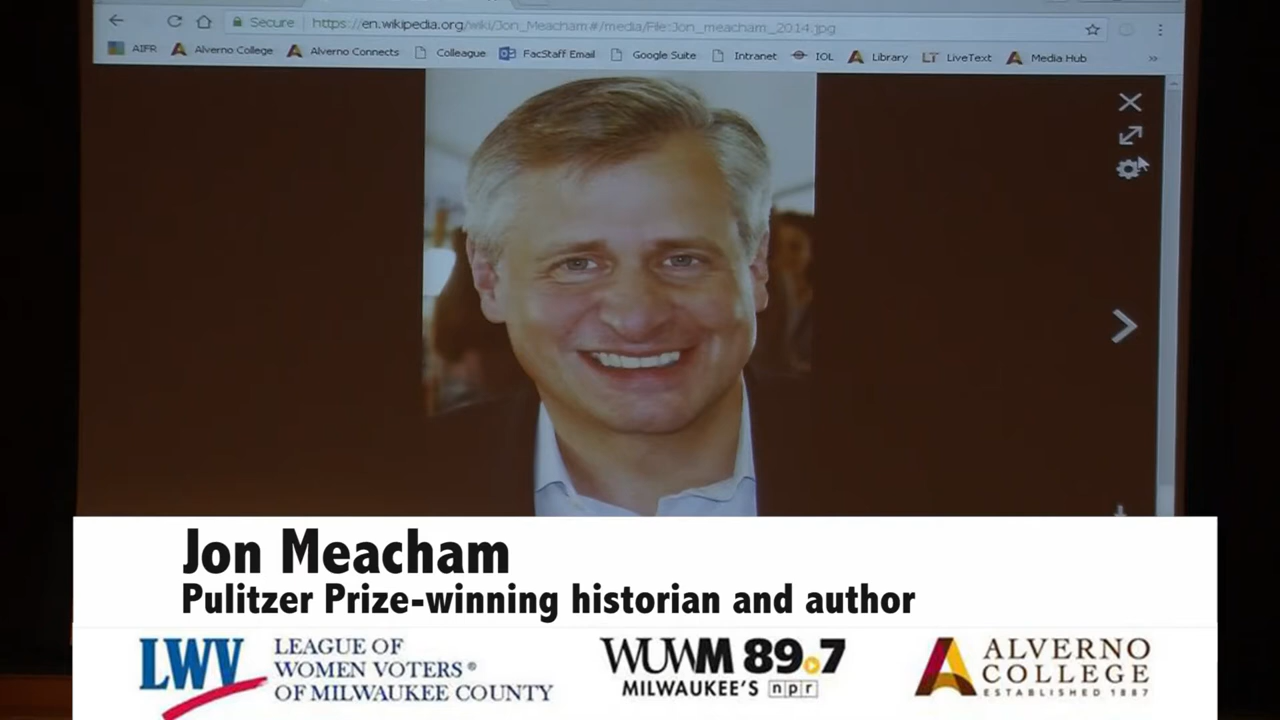 Secure https://en.wikipedia.org/wiki/Jon_Meacham#/media/File:Jon_meacham_2014.jpg
AIFR Alverno College Alverno Connects Colleague FacStaff Email Google Suite Intranet IOL LT Library LiveText Media Hub »
Jon Meacham
Pulitzer Prize-winning historian and author
LWV LEAGUE OF
WOMEN VOTERS®
OF MILWAUKEE COUNTY
WUWM 89.7
MILWAUKEE'S npr
ALVERNO
COLLEGE
ESTABLISHED 1887